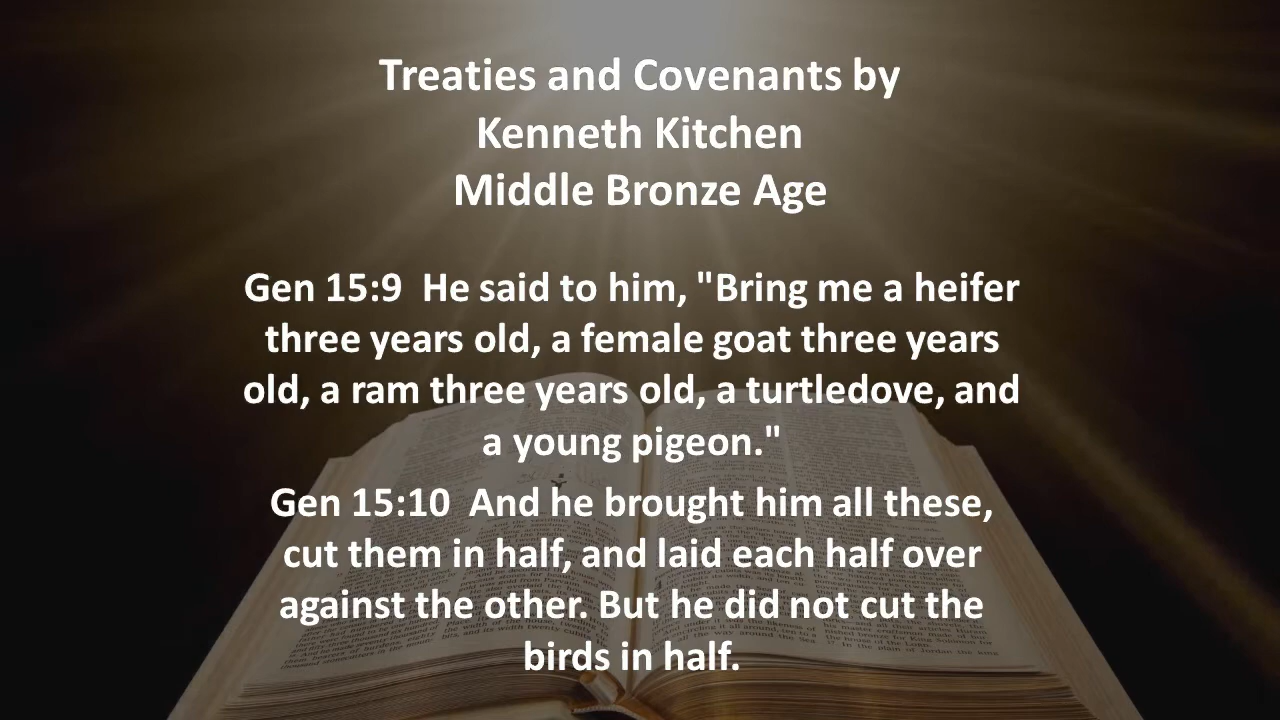 Treaties and Covenants by
Kenneth Kitchen
Middle Bronze Age
Gen 15:9  He said to him, "Bring me a heifer
three years old, a female goat three years
old, a ram three years old, a turtledove, and
a young pigeon."
Gen 15:10  And he brought him all these,
cut them in half, and laid each half over
against the other. But he did not cut the
birds in half.